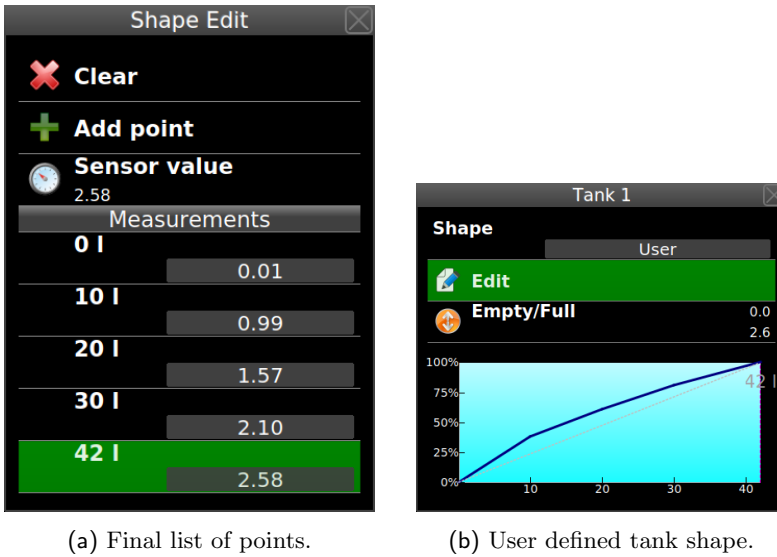 Shape Edit
Clear
Add point
Sensor value
2.58
Measurements
0 l
0.01
10 l
0.99
20 l
1.57
30 l
2.10
42 l
2.58
(a) Final list of points.
Tank 1
Shape
User
Edit
Empty/Full
0.0
2.6
100%
42 l
75%
50%
25%
0%
10 20 30 40
(b) User defined tank shape.